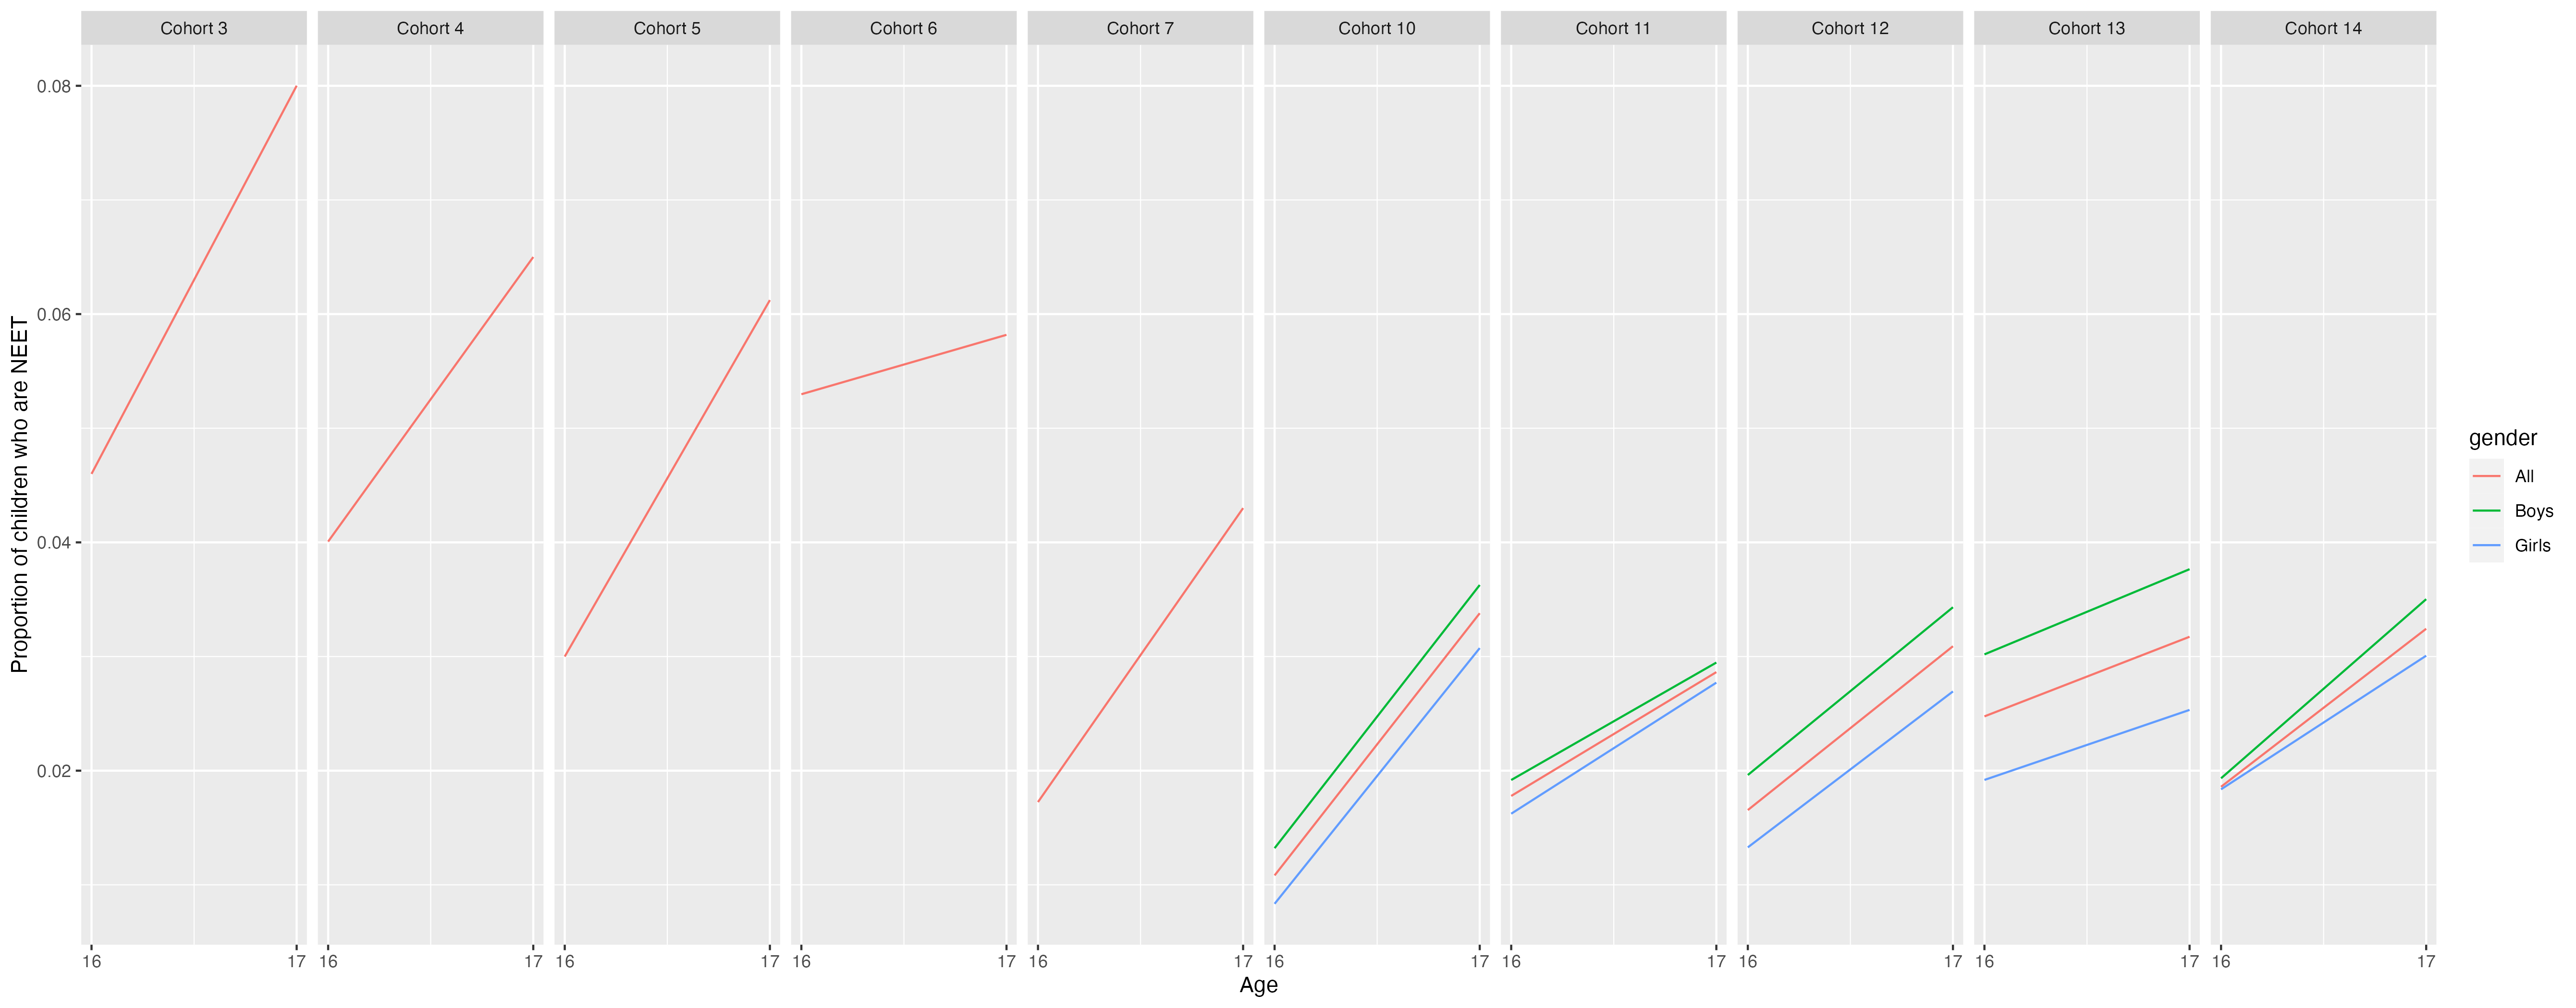 Cohort 3 Cohort 4 Cohort 5 Cohort 6 Cohort 7 Cohort 10 Cohort 11 Cohort 12 Cohort 13 Cohort 14
Proportion of children who are NEET
0.08
0.06
0.04
0.02
16 17 16 17 16 17 16 17 16 17 16 17 16 17 16 17 16 17 16 17
Age
gender
All
Boys
Girls